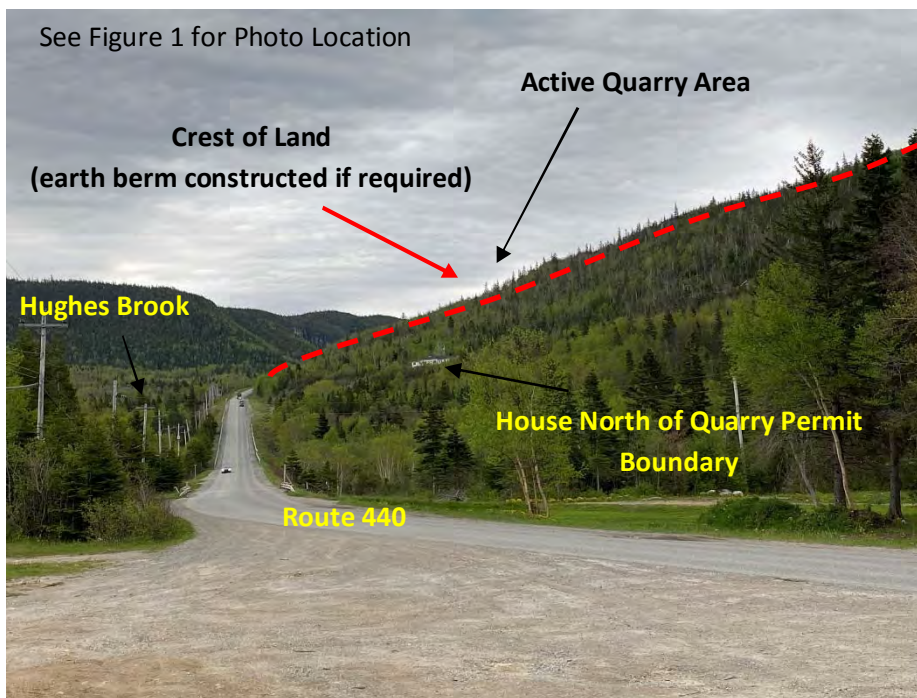 See Figure 1 for Photo Location
Active Quarry Area
Crest of Land
(earth berm constructed if required)
Hughes Brook
House North of Quarry Permit
Boundary
Route 440